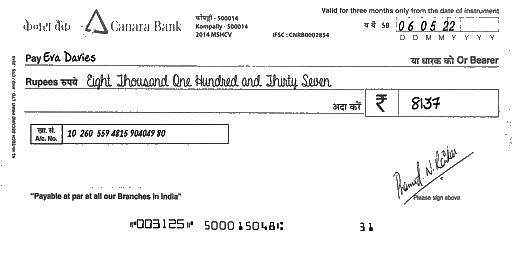 Valid for three months only from the date of instrument
केनरा बैंक Canara Bank
कोंपल्ली - 500014
Kompally - 500014
2014 MSHCV
IFSC : CNRB0002854
06 05 22
D D M M Y Y Y Y
Pay Eva Davies
या धारक को Or Bearer
Rupees रुपये Eight Thousand One Hundred and Thirty Seven
अदा करें ₹ 8137
खा. सं.
A/c. No. 10 260 559 4815 904049 80
Please sign above
"Payable at par at all our Branches in India"
⑈003125⑈ 500015048⑆ 31